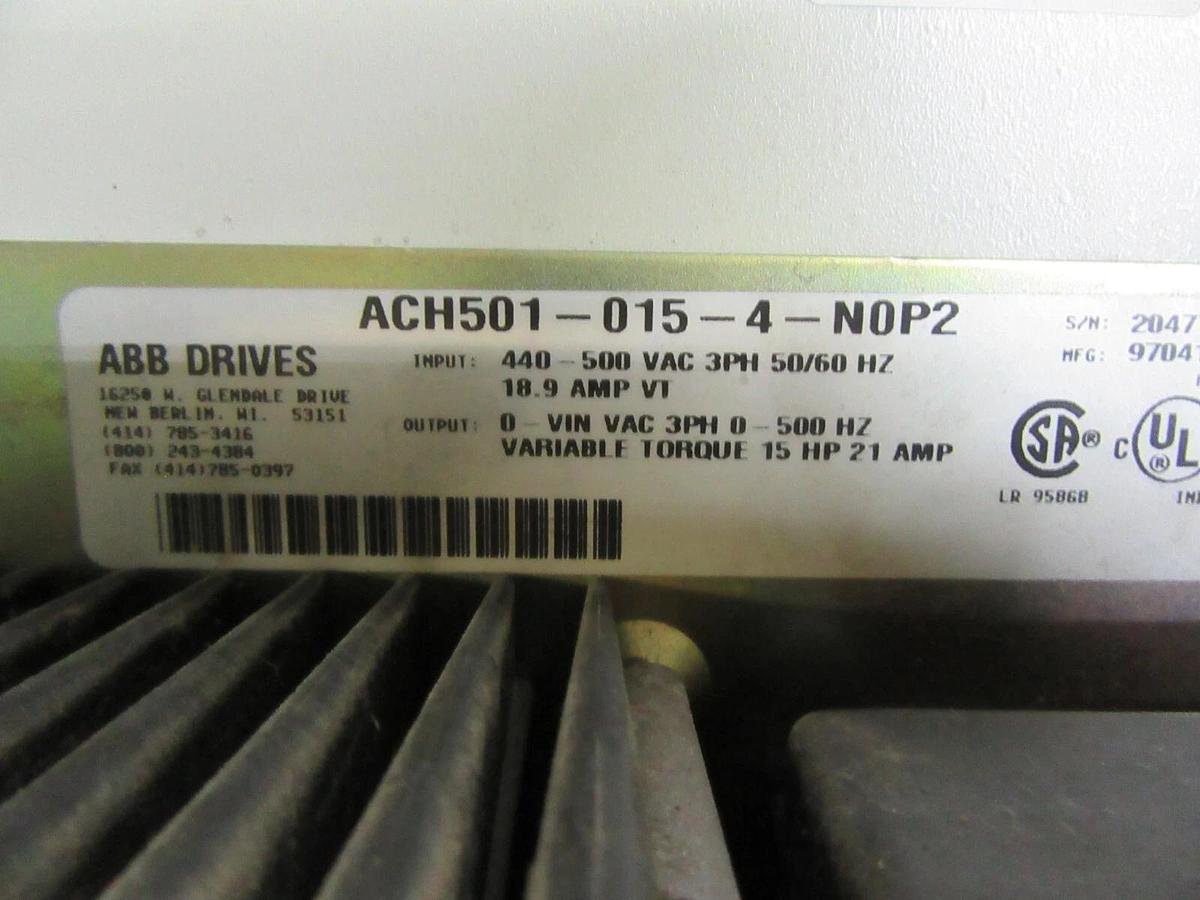 ACH501-015-4-N0P2
ABB DRIVES
16250 W. GLENDALE DRIVE
NEW BERLIN. WI. 53151
(414) 785-3416
(800) 243-4384
FAX (414)785-0397
INPUT: 440-500 VAC 3PH 50/60 HZ
18.9 AMP VT
OUTPUT: 0-VIN VAC 3PH 0-500 HZ
VARIABLE TORQUE 15 HP 21 AMP
S/N: 2047
MFG: 9704
SA®
LR 95868
C UL ®